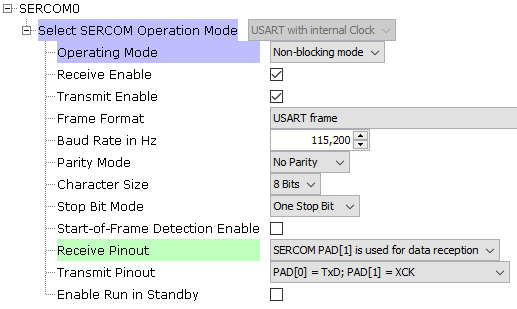 SERCOM0
Select SERCOM Operation Mode USART with internal Clock
Operating Mode Non-blocking mode
Receive Enable
Transmit Enable
Frame Format USART frame
Baud Rate in Hz 115,200
Parity Mode No Parity
Character Size 8 Bits
Stop Bit Mode One Stop Bit
Start-of-Frame Detection Enable
Receive Pinout SERCOM PAD[1] is used for data reception
Transmit Pinout PAD[0] = TxD; PAD[1] = XCK
Enable Run in Standby